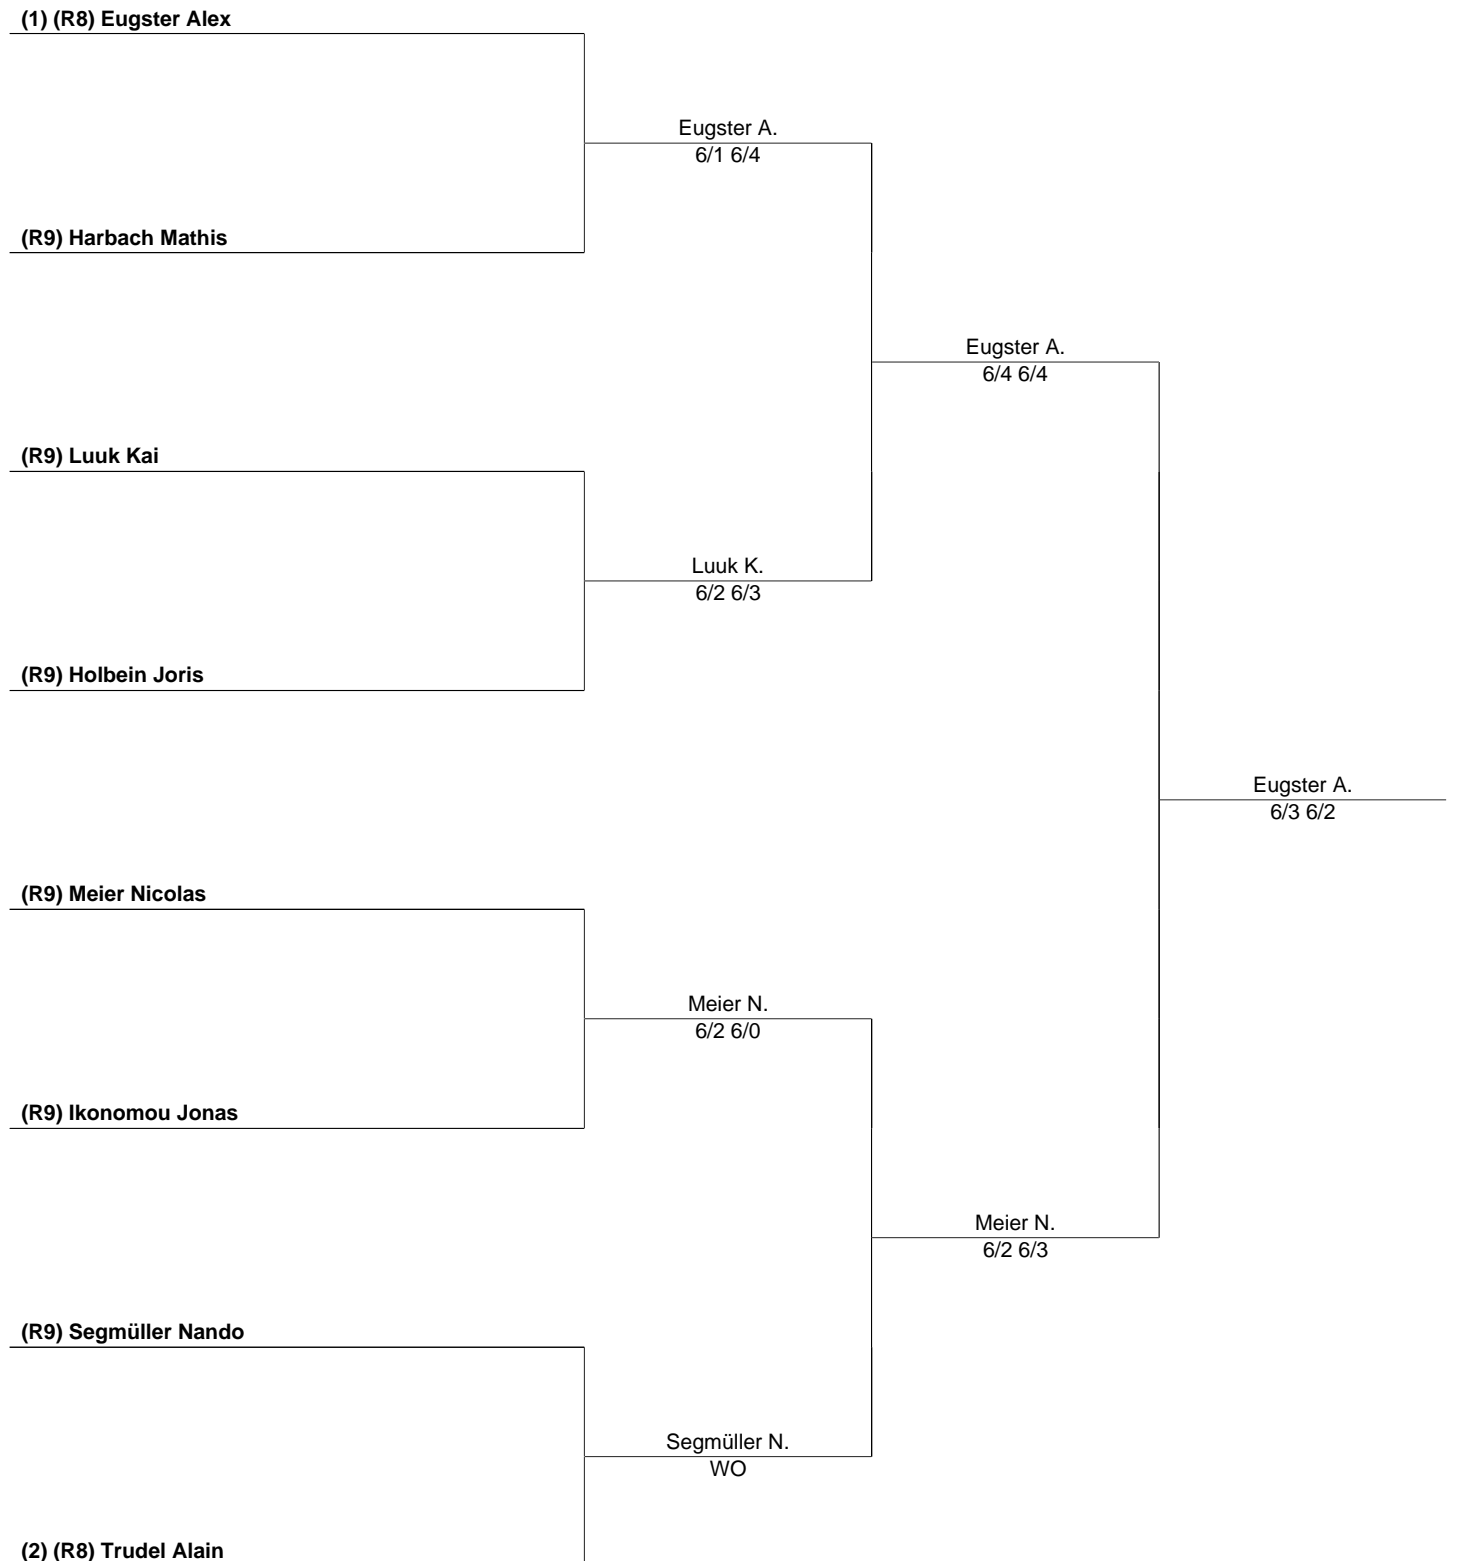 (1) (R8) Eugster Alex
Eugster A.
6/1 6/4
(R9) Harbach Mathis
Eugster A.
6/4 6/4
(R9) Luuk Kai
Luuk K.
6/2 6/3
(R9) Holbein Joris
Eugster A.
6/3 6/2
(R9) Meier Nicolas
Meier N.
6/2 6/0
(R9) Ikonomou Jonas
Meier N.
6/2 6/3
(R9) Segmüller Nando
Segmüller N.
WO
(2) (R8) Trudel Alain